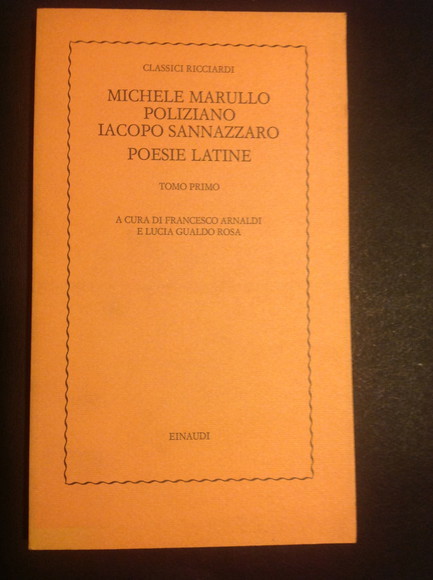 CLASSICI RICCIARDI
MICHELE MARULLO
POLIZIANO
IACOPO SANNAZZARO
POESIE LATINE
TOMO PRIMO
A CURA DI FRANCESCO ARNALDI
E LUCIA GUALDO ROSA
EINAUDI